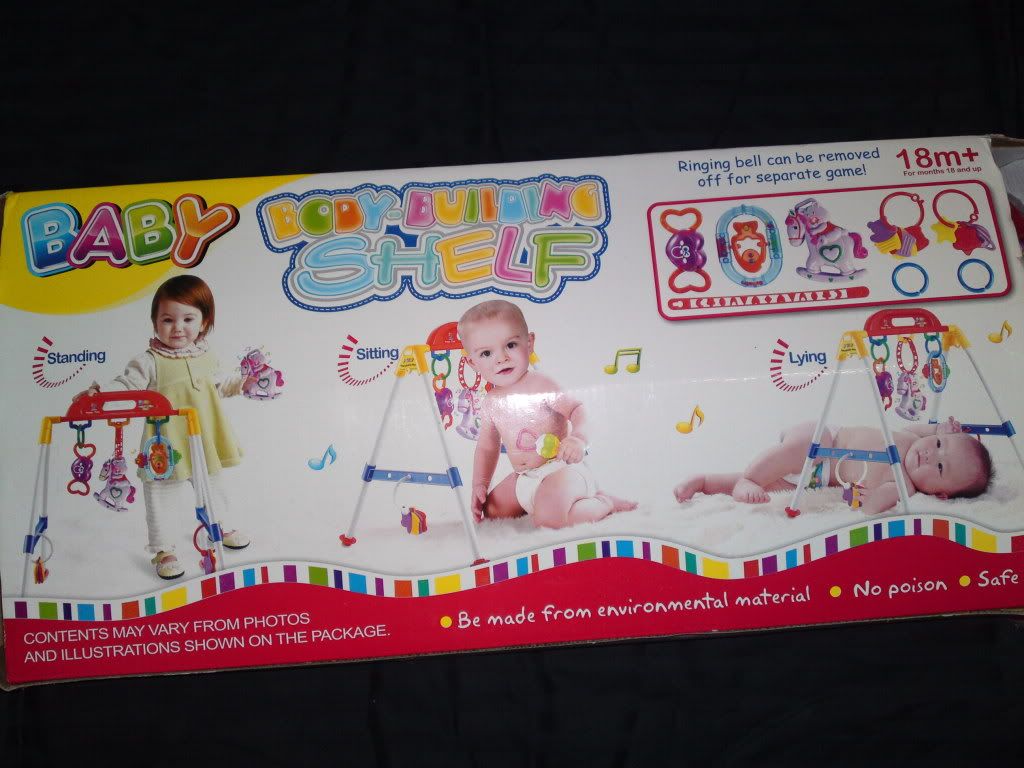 BABY
BODY-BUILDING
SHELF
Ringing bell can be removed
off for separate game!
18m+
For months 18 and up
Standing
Sitting
Lying
CONTENTS MAY VARY FROM PHOTOS
AND ILLUSTRATIONS SHOWN ON THE PACKAGE.
Be made from environmental material
No poison
Safe